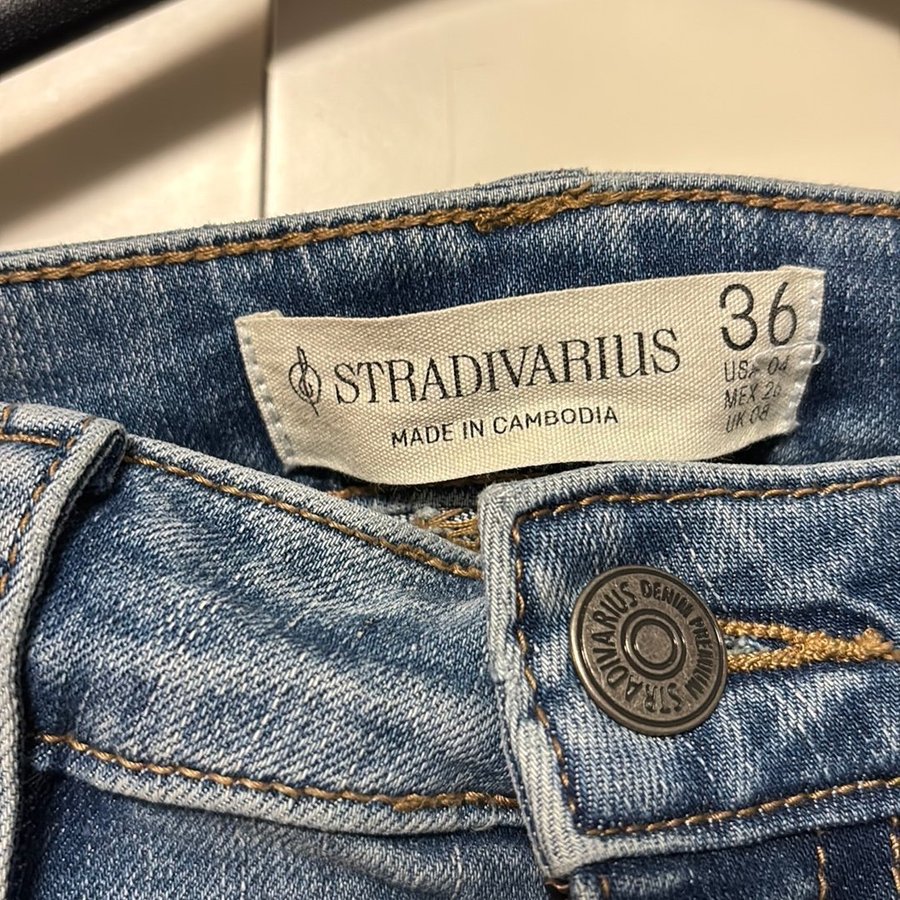 STRADIVARIUS
MADE IN CAMBODIA
36
USA 04
MEX 26
UK 08
STRADIVARIUS DENIM PREMIUM